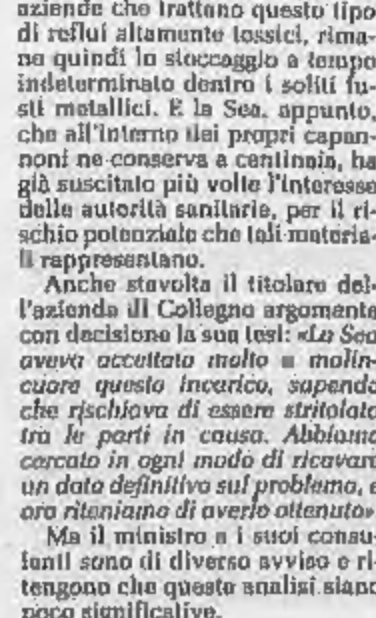 aziende che trattano questo tipo
di reflui altamente tossici, rima-
ne quindi lo stoccaggio a tempo
indeterminato dentro i soliti fu-
sti metallici. E la Sea, appunto,
che all'interno dei propri capan-
noni ne conserva a centinaia, ha
già suscitato più volte l'interesse
delle autorità sanitarie, per il ri-
schio potenziale che tali materia-
li rappresentano.
Anche stavolta il titolare del-
l'azienda di Collegno argomenta
con decisione la sua tesi: «La Sea
aveva accettato molto a malin-
cuore questo incarico, sapendo
che rischiava di essere stritolata
tra le parti in causa. Abbiamo
cercato in ogni modo di ricavare
un dato definitivo sul problema, e
ora riteniamo di averlo ottenuto»
Ma il ministro e i suoi consu-
lenti sono di diverso avviso e ri-
tengono che queste analisi siano
poco significative.